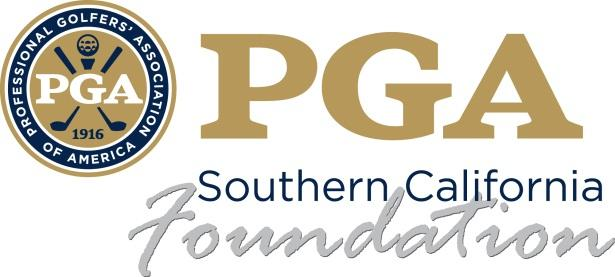 PROFESSIONAL GOLFERS' ASSOCIATION
PGA
1916
OF AMERICA
PGA
Southern California
Foundation